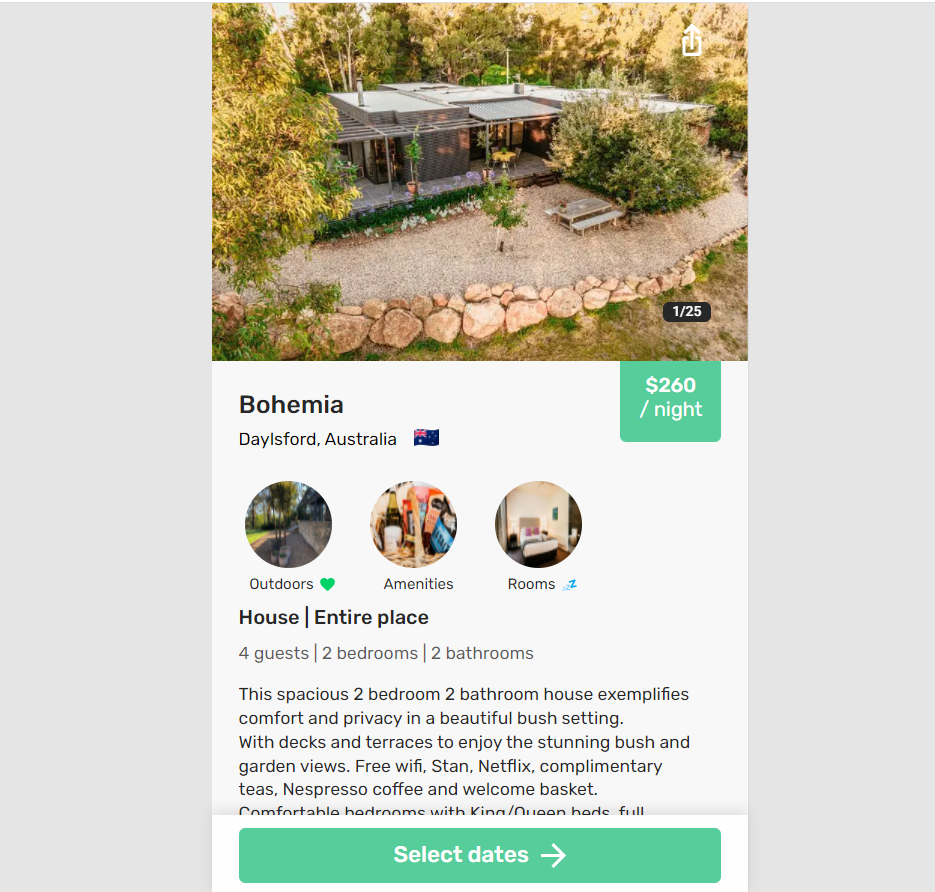 1/25
$260
/ night
Bohemia
Daylsford, Australia
Outdoors
Amenities
Rooms
House | Entire place
4 guests | 2 bedrooms | 2 bathrooms
This spacious 2 bedroom 2 bathroom house exemplifies
comfort and privacy in a beautiful bush setting.
With decks and terraces to enjoy the stunning bush and
garden views. Free wifi, Stan, Netflix, complimentary
teas, Nespresso coffee and welcome basket.
Comfortable bedrooms with King/Queen beds, full
Select dates